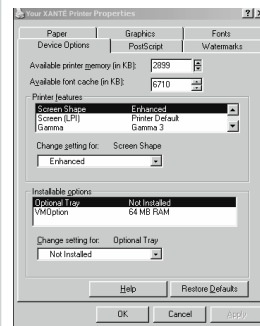 Your XANTÉ Printer Properties
Paper Graphics Fonts
Device Options PostScript Watermarks
Available printer memory (in KB): 2899
Available font cache (in KB): 6710
Printer features
Screen Shape Enhanced
Screen (LPI) Printer Default
Gamma Gamma 3
Change setting for: Screen Shape
Enhanced
Installable options
Optional Tray Not Installed
VMOption 64 MB RAM
Change setting for: Optional Tray
Not Installed
Help Restore Defaults
OK Cancel Apply